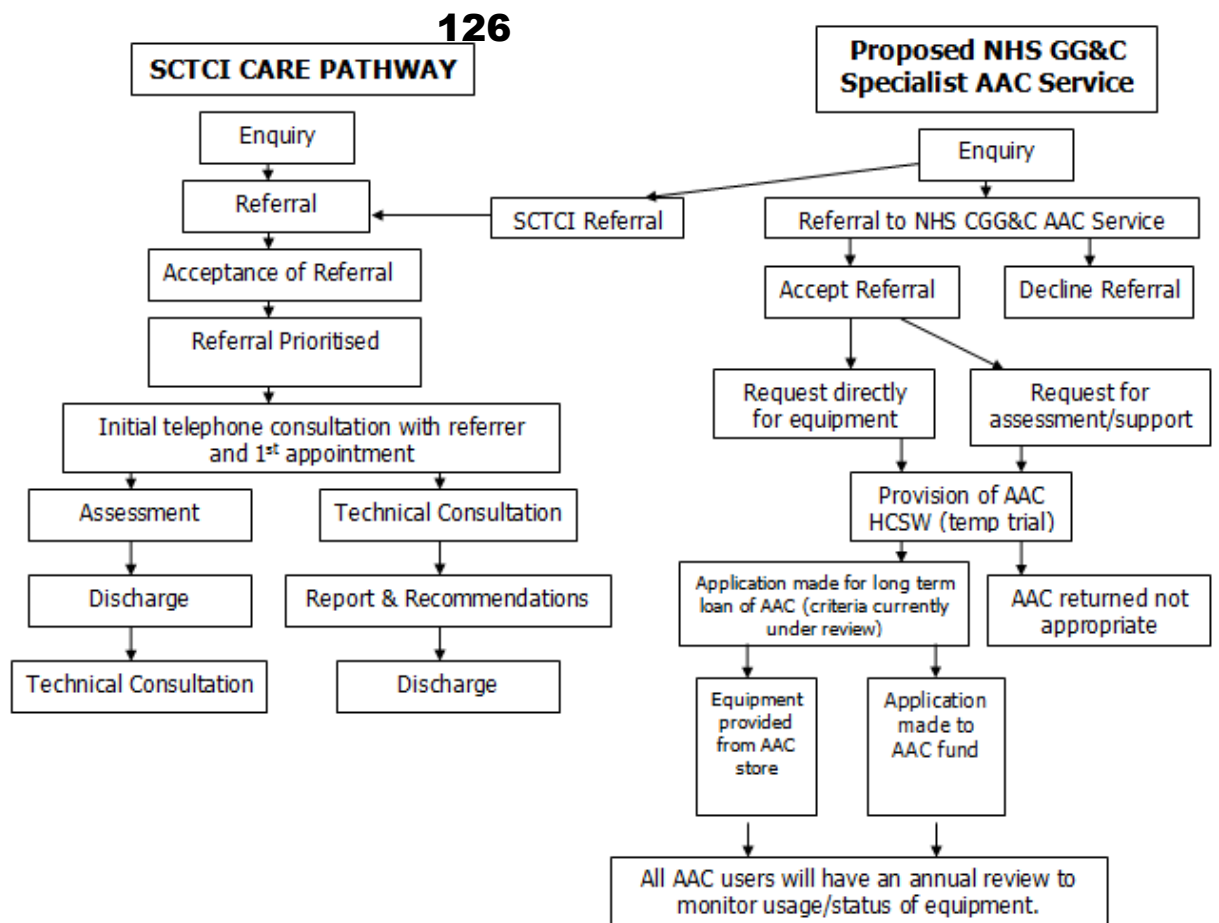 126
SCTCI CARE PATHWAY
Enquiry
Referral
Acceptance of Referral
Referral Prioritised
Initial telephone consultation with referrer
and 1st appointment
Assessment
Technical Consultation
Discharge
Report & Recommendations
Technical Consultation
Discharge
Proposed NHS GG&C
Specialist AAC Service
Enquiry
SCTCI Referral
Referral to NHS CGG&C AAC Service
Accept Referral
Decline Referral
Request directly
for equipment
Request for
assessment/support
Provision of AAC
HCSW (temp trial)
Application made for long term
loan of AAC (criteria currently
under review)
AAC returned not
appropriate
Equipment
provided
from AAC
store
Application
made to
AAC fund
All AAC users will have an annual review to
monitor usage/status of equipment.